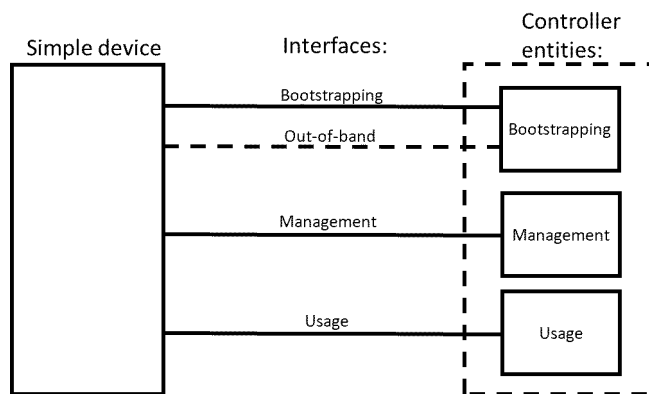 Simple device
Interfaces:
Controller
entities:
Bootstrapping
Out-of-band
Bootstrapping
Management
Management
Usage
Usage